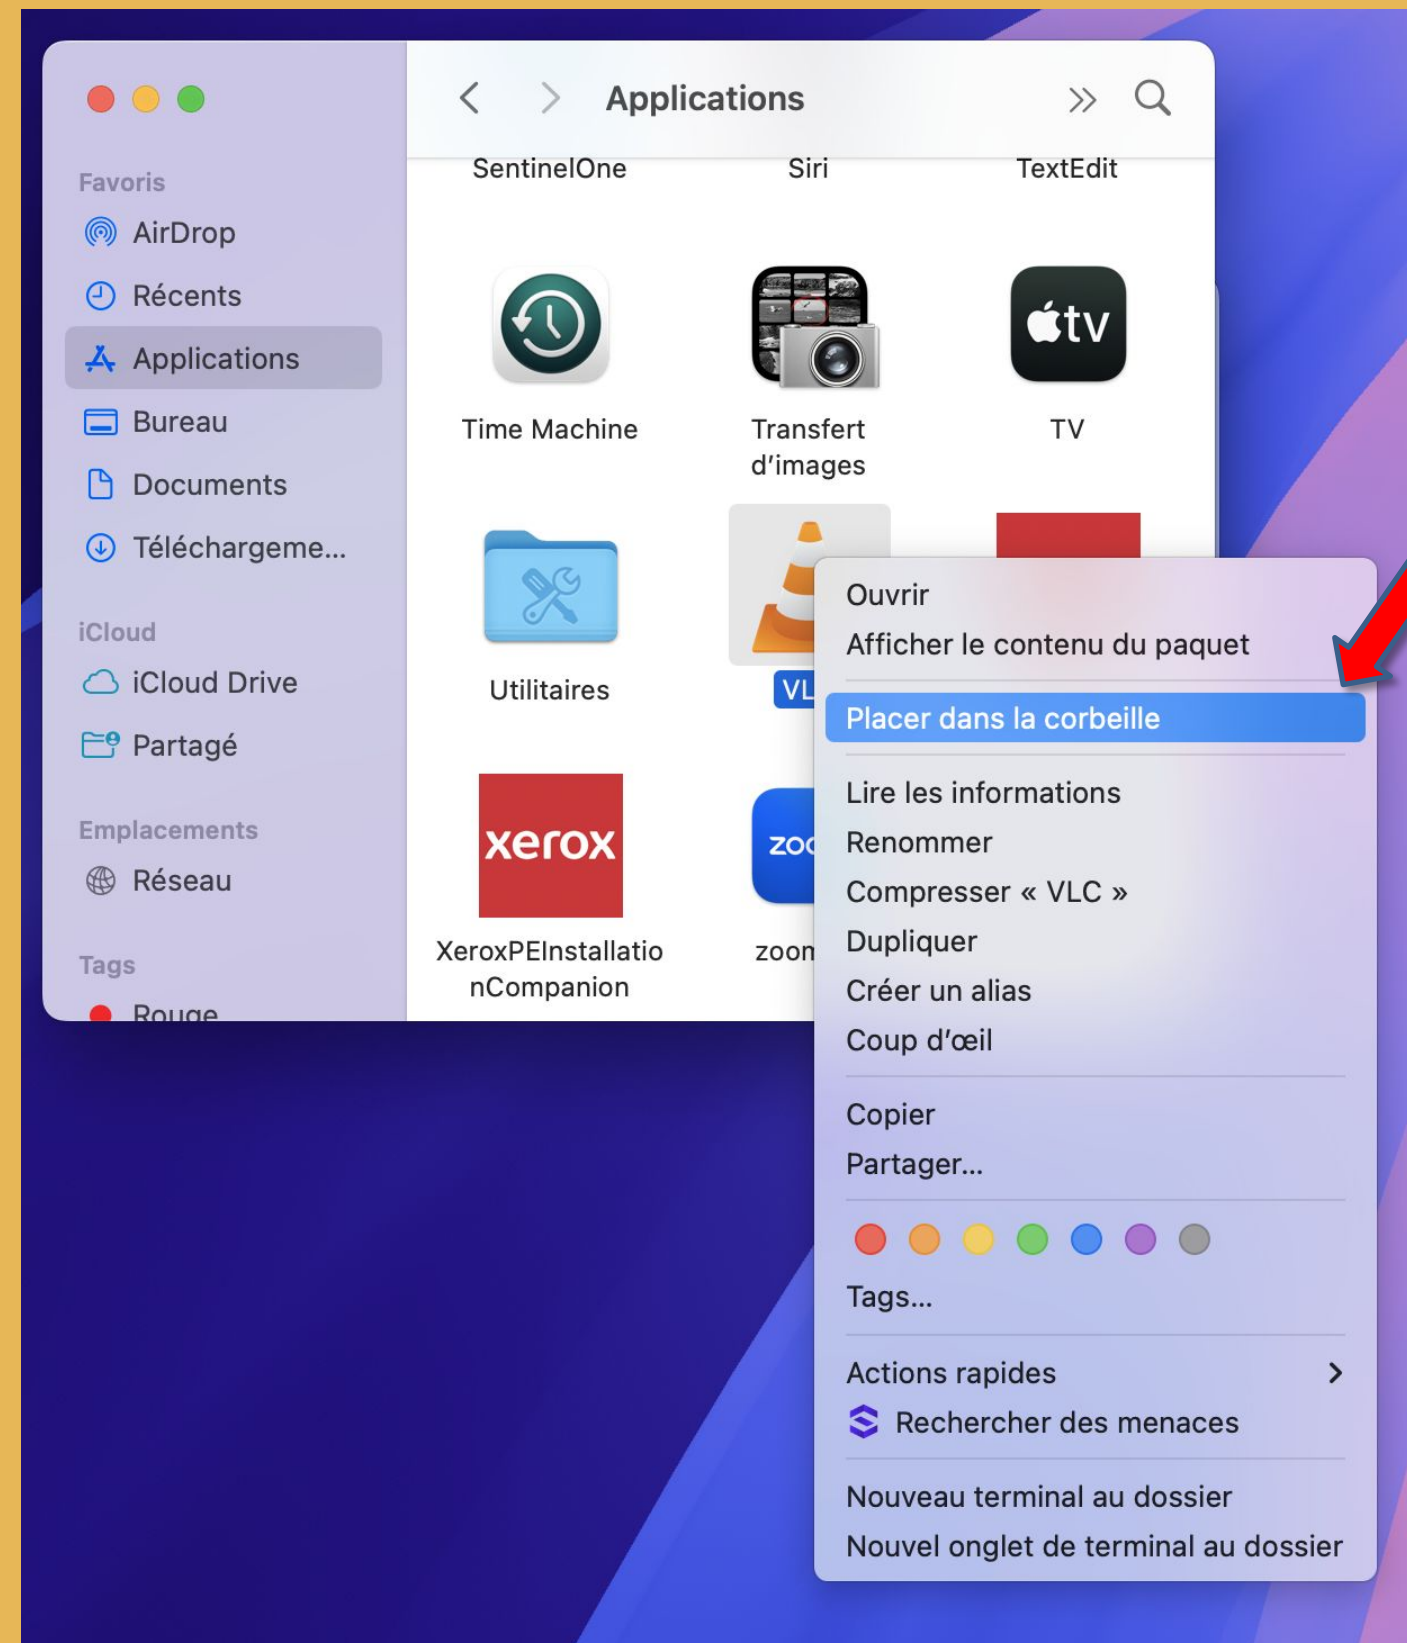 Applications
Favoris
AirDrop
Récents
Applications
Bureau
Documents
Téléchargeme...
iCloud
iCloud Drive
Partagé
Emplacements
Réseau
Tags
Rouge
SentinelOne
Siri
TextEdit
tv
Time Machine
Transfert
d’images
TV
Utilitaires
VL
xerox
XeroxPEInstallatio
nCompanion
zoo
zoom
Ouvrir
Afficher le contenu du paquet
Placer dans la corbeille
Lire les informations
Renommer
Compresser « VLC »
Dupliquer
Créer un alias
Coup d’œil
Copier
Partager...
Tags...
Actions rapides
Rechercher des menaces
Nouveau terminal au dossier
Nouvel onglet de terminal au dossier